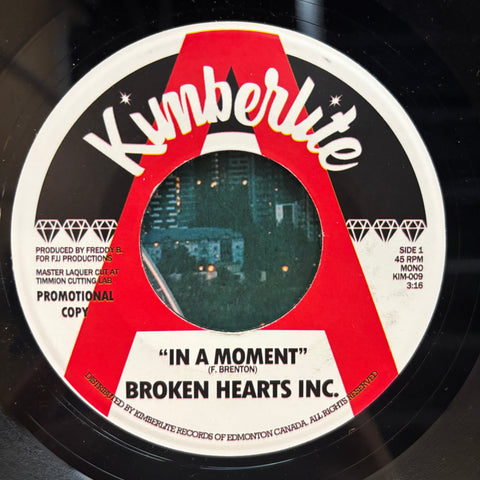 Kimberlite
PRODUCED BY FREDDY B.
FOR FJ PRODUCTIONS
MASTER LAQUER CUT AT
TIMMION CUTTING LAB
PROMOTIONAL
COPY
SIDE 1
45 RPM
MONO
KIM-009
3:16
"IN A MOMENT"
(F. BRENTON)
BROKEN HEARTS INC.
DISTRIBUTED BY KIMBERLITE RECORDS OF EDMONTON CANADA. ALL RIGHTS RESERVED